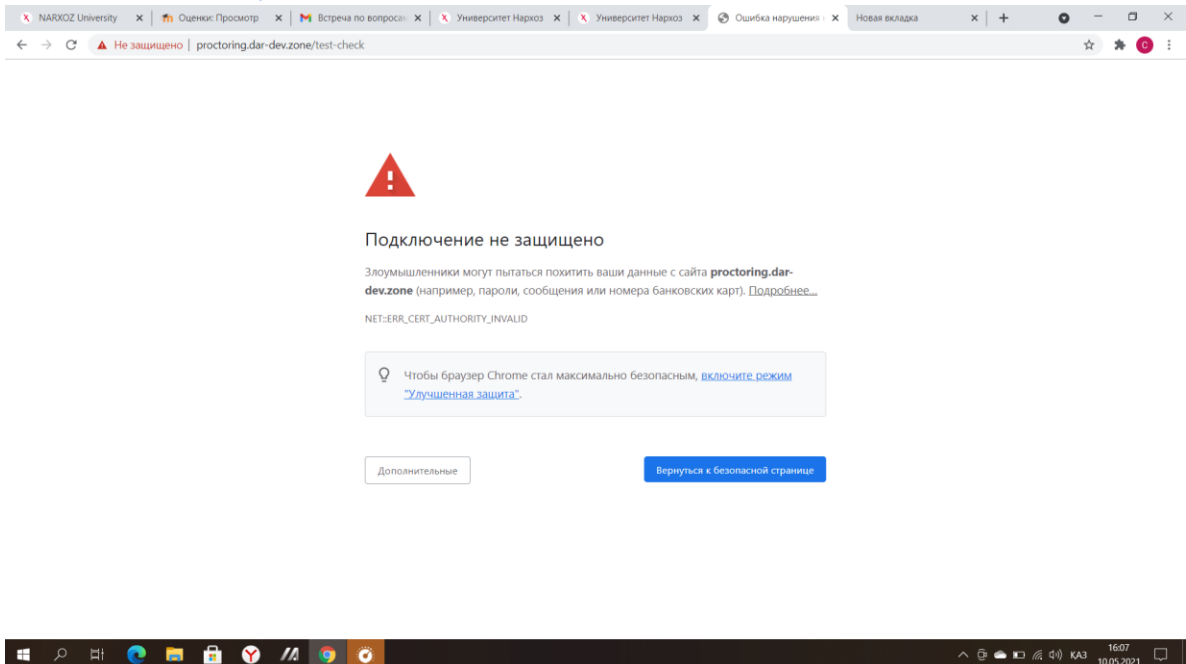 NARXOZ University
Оценки: Просмотр
Встреча по вопросам
Университет Нархоз
Университет Нархоз
Ошибка нарушения
Новая вкладка
Не защищено | proctoring.dar-dev.zone/test-check
C
Подключение не защищено
Злоумышленники могут пытаться похитить ваши данные с сайта proctoring.dar-
dev.zone (например, пароли, сообщения или номера банковских карт). Подробнее...
NET::ERR_CERT_AUTHORITY_INVALID
Чтобы браузер Chrome стал максимально безопасным, включите режим
"Улучшенная защита".
Дополнительные
Вернуться к безопасной странице
ҚАЗ
16:07
10.05.2021